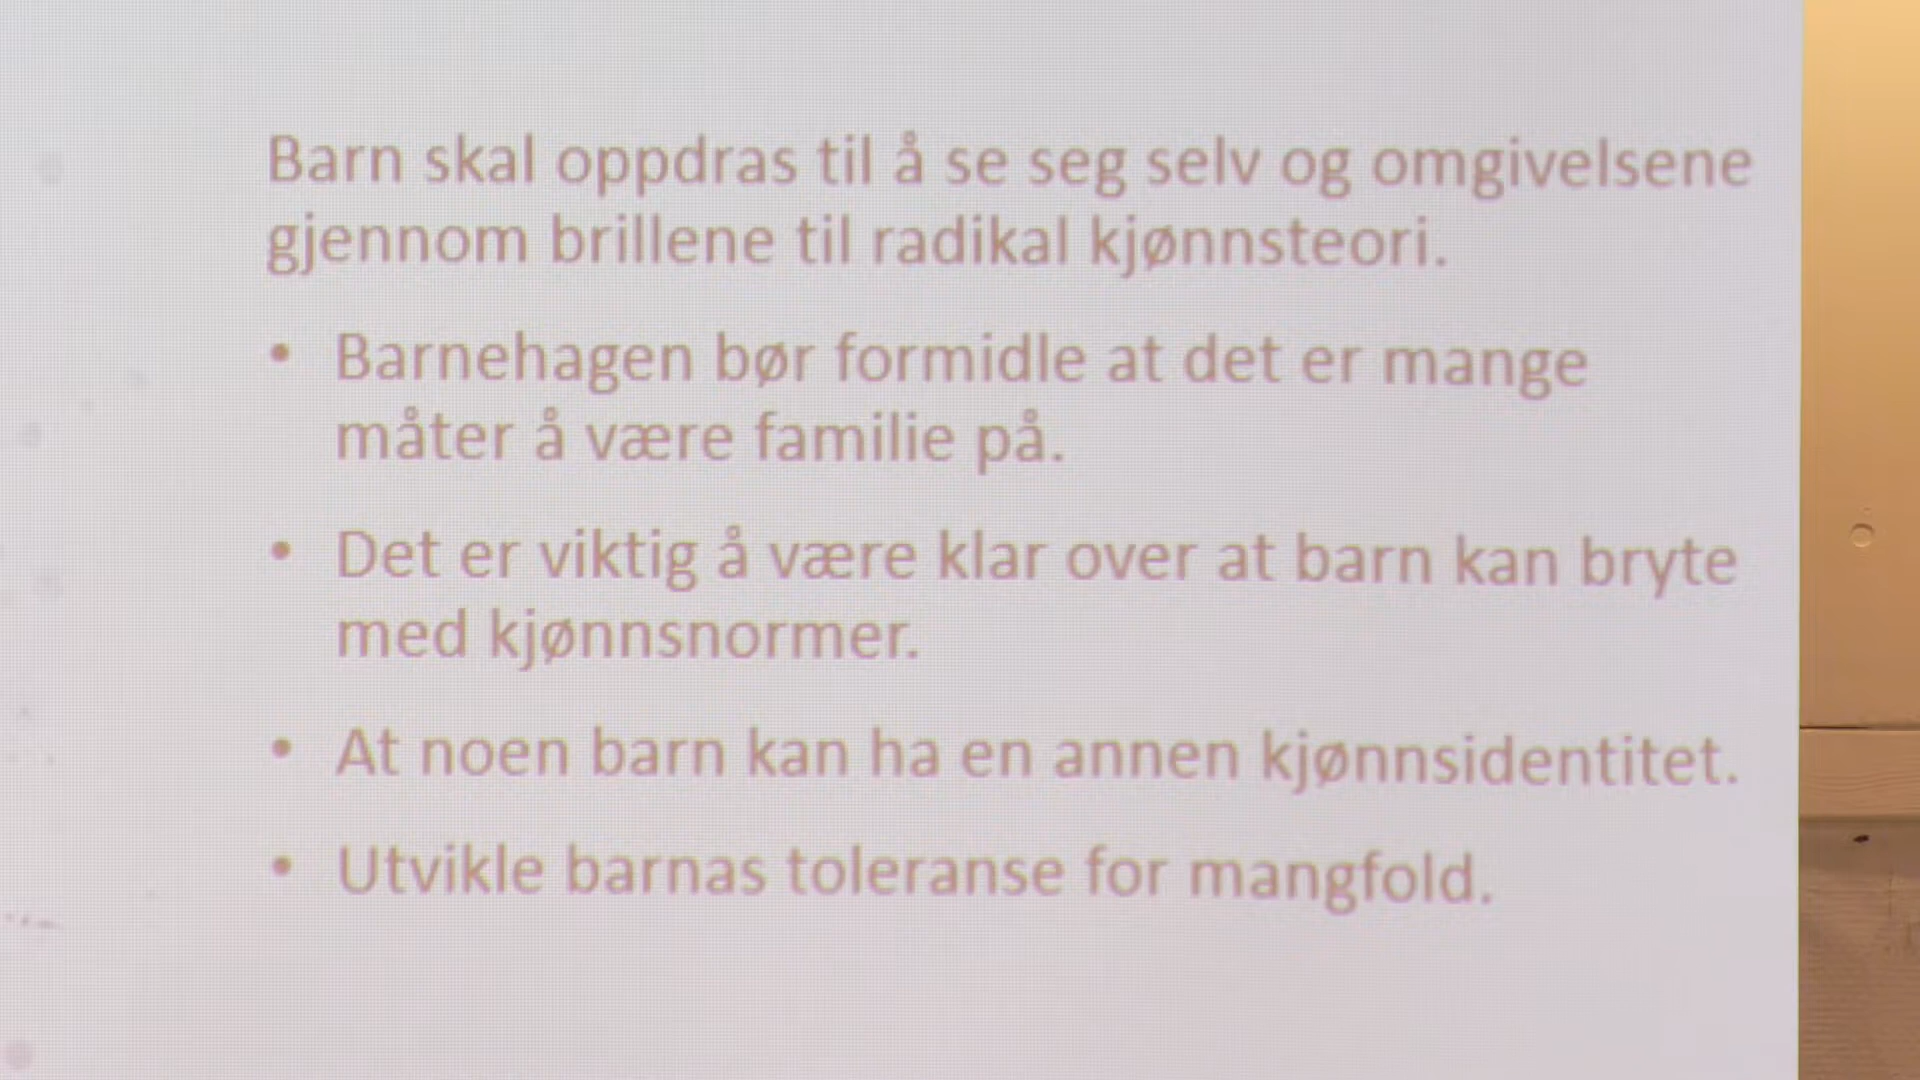 Barn skal oppdras til å se seg selv og omgivelsene
gjennom brillene til radikal kjønnsteori.
• Barnehagen bør formidle at det er mange
måter å være familie på.
• Det er viktig å være klar over at barn kan bryte
med kjønnsnormer.
• At noen barn kan ha en annen kjønnsidentitet.
• Utvikle barnas toleranse for mangfold.